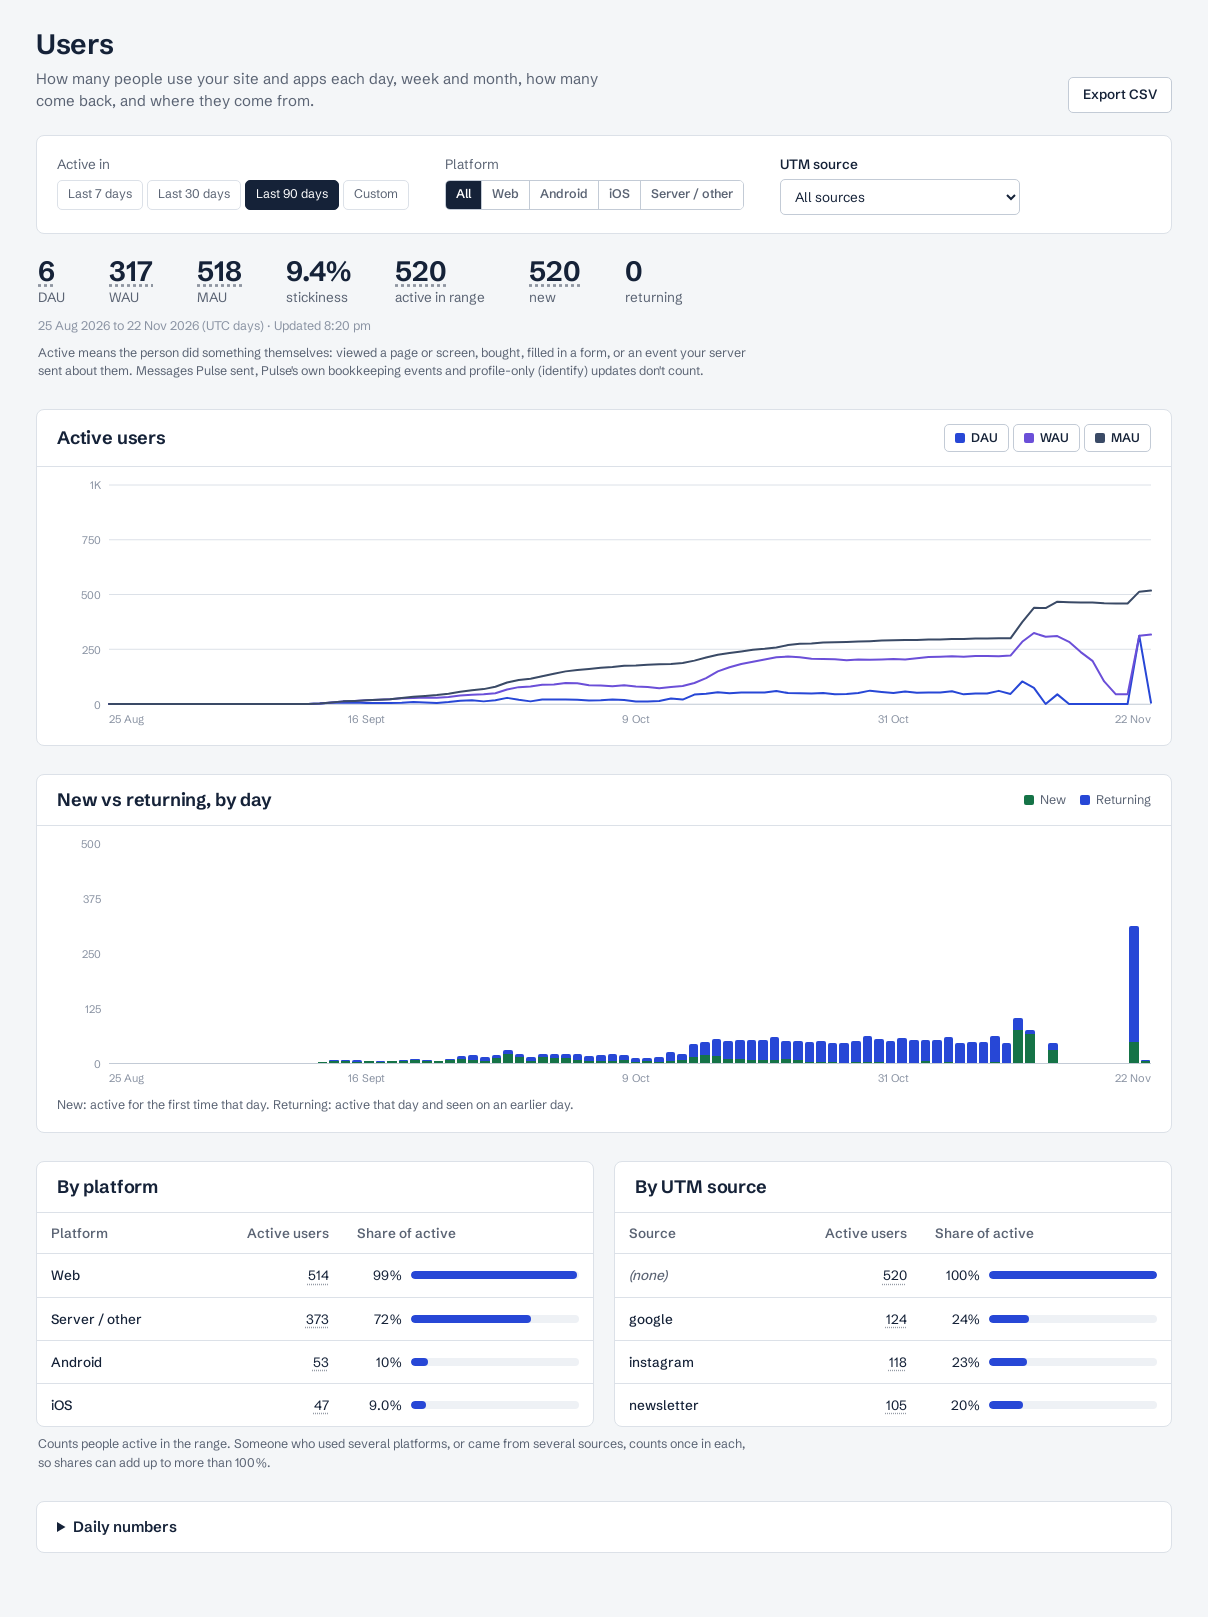 Users
How many people use your site and apps each day, week and month, how many
come back, and where they come from.
Export CSV
Active in
Last 7 days Last 30 days Last 90 days Custom
Platform
All Web Android iOS Server / other
UTM source
All sources
6 317 518 9.4% 520 520 0
DAU WAU MAU stickiness active in range new returning
25 Aug 2026 to 22 Nov 2026 (UTC days) · Updated 8:20 pm
Active means the person did something themselves: viewed a page or screen, bought, filled in a form, or an event your server
sent about them. Messages Pulse sent, Pulse's own bookkeeping events and profile-only (identify) updates don't count.
Active users
DAU WAU MAU
1K
750
500
250
0
25 Aug 16 Sept 9 Oct 31 Oct 22 Nov
New vs returning, by day
New Returning
500
375
250
125
0
25 Aug 16 Sept 9 Oct 31 Oct 22 Nov
New: active for the first time that day. Returning: active that day and seen on an earlier day.
By platform
Platform Active users Share of active
Web 514 99%
Server / other 373 72%
Android 53 10%
iOS 47 9.0%
By UTM source
Source Active users Share of active
(none) 520 100%
google 124 24%
instagram 118 23%
newsletter 105 20%
Counts people active in the range. Someone who used several platforms, or came from several sources, counts once in each,
so shares can add up to more than 100%.
Daily numbers